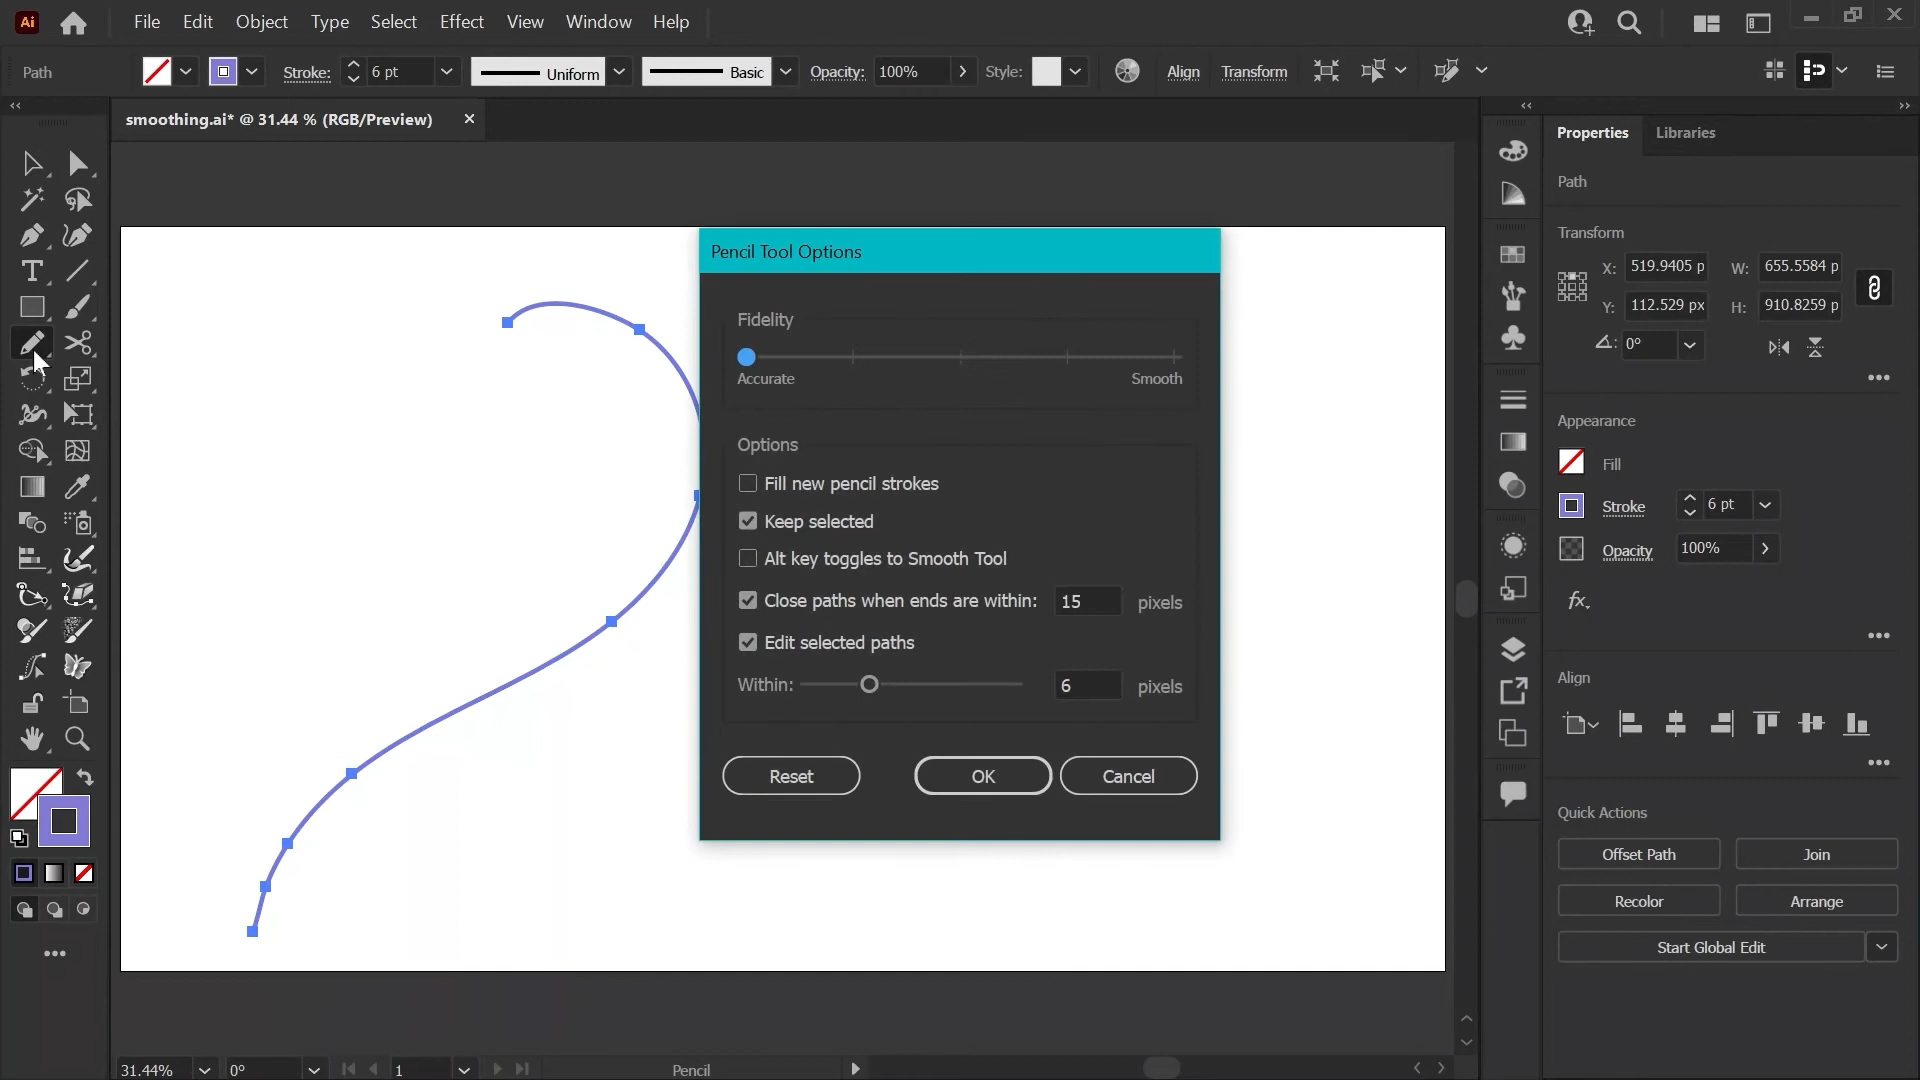 Ai File Edit Object Type Select Effect View Window Help
Path Stroke: 6 pt Uniform Basic Opacity: 100% Style: Align Transform
smoothing.ai* @ 31.44 % (RGB/Preview)
Properties Libraries
Path
Transform
X: 519.9405 p W: 655.5584 p
Y: 112.529 px H: 910.8259 p
0°
Appearance
Fill
Stroke 6 pt
Opacity 100%
fx.
Align
Quick Actions
Offset Path Join
Recolor Arrange
Start Global Edit
Pencil Tool Options
Fidelity
Accurate Smooth
Options
Fill new pencil strokes
Keep selected
Alt key toggles to Smooth Tool
Close paths when ends are within: 15 pixels
Edit selected paths
Within: 6 pixels
Reset OK Cancel
31.44% 0° 1 Pencil